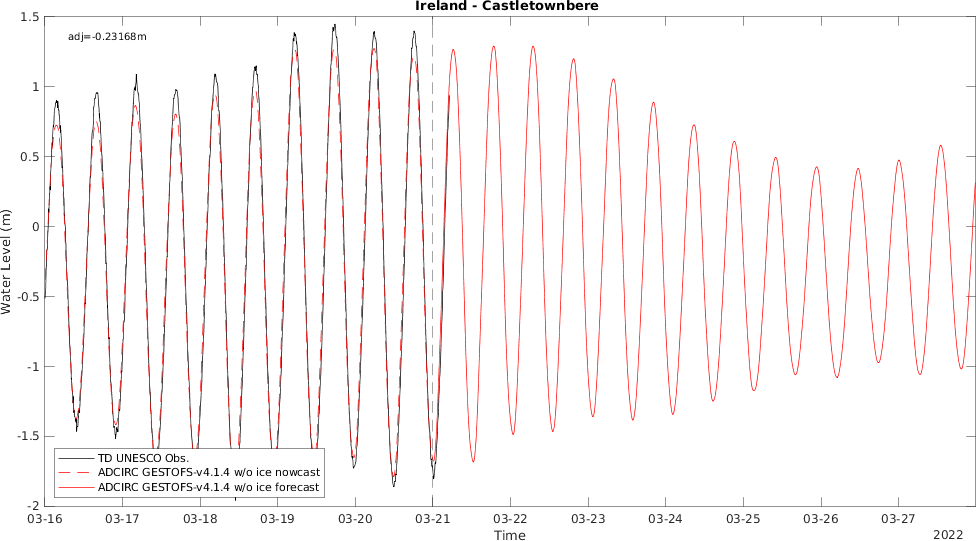 Ireland - Castletownbere
adj=-0.23168m
1.5
1
0.5
0
-0.5
-1
-1.5
-2
Water Level (m)
TD UNESCO Obs.
ADCIRC GESTOFS-v4.1.4 w/o ice nowcast
ADCIRC GESTOFS-v4.1.4 w/o ice forecast
03-16 03-17 03-18 03-19 03-20 03-21 03-22 03-23 03-24 03-25 03-26 03-27
Time
2022